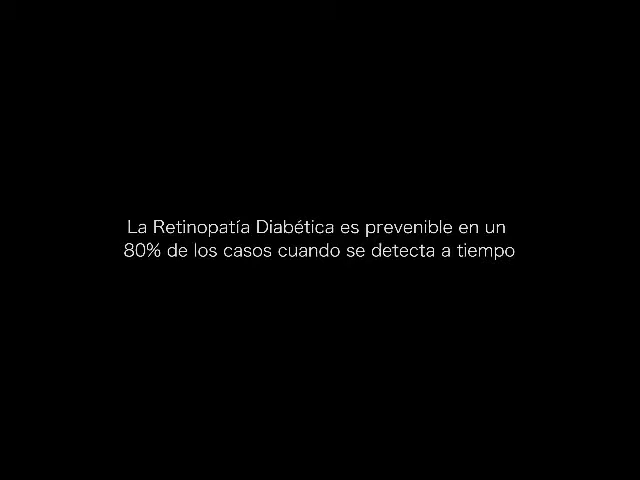 La Retinopatía Diabética es prevenible en un
80% de los casos cuando se detecta a tiempo